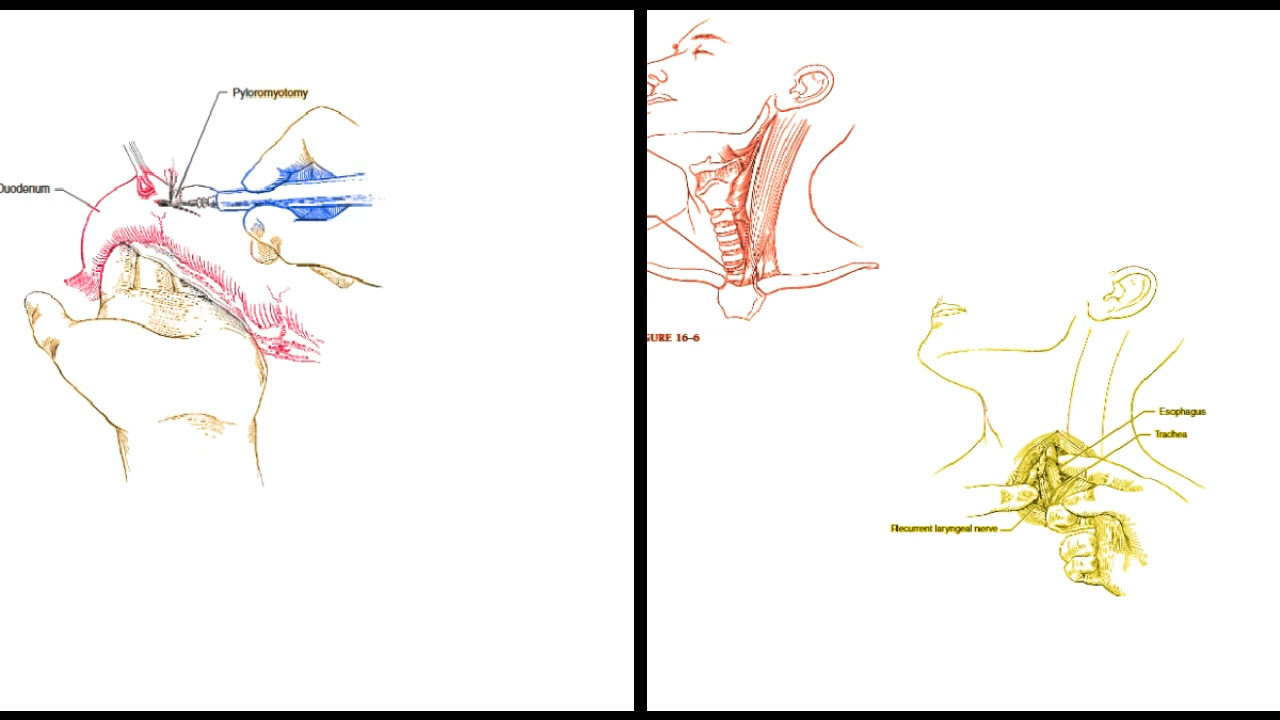 Pyloromyotomy
Duodenum
GURE 16–6
Esophagus
Trachea
Recurrent laryngeal nerve